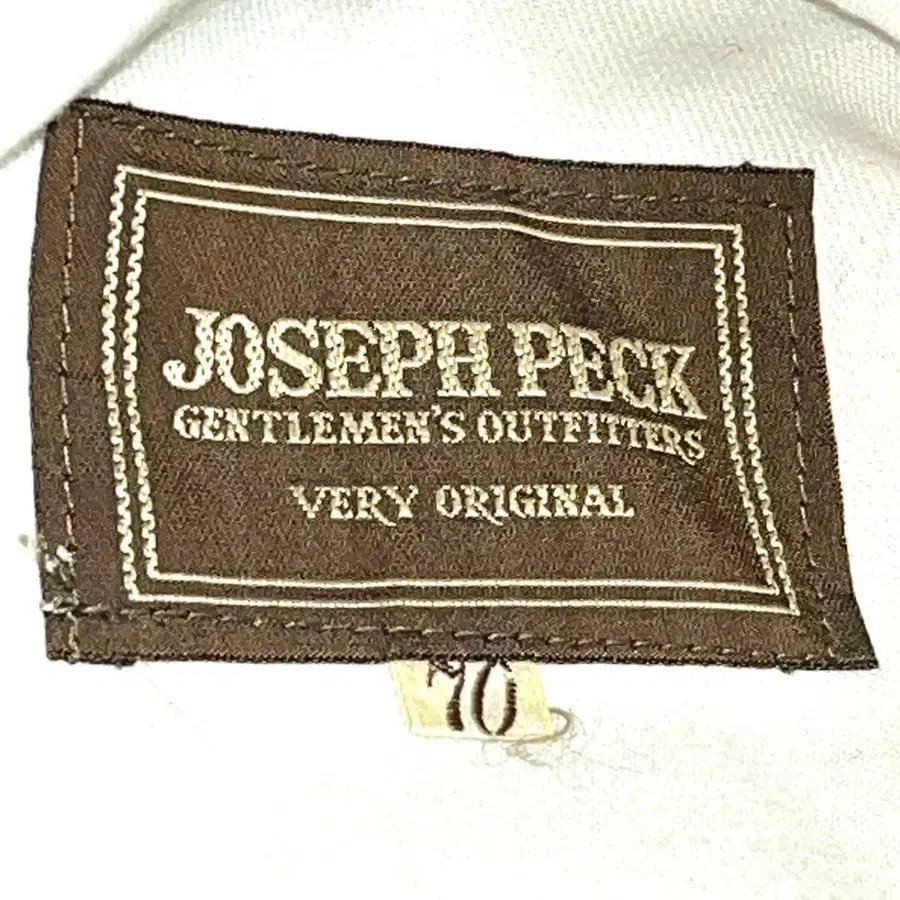 JOSEPH PECK
GENTLEMEN'S OUTFITTERS
VERY ORIGINAL
70